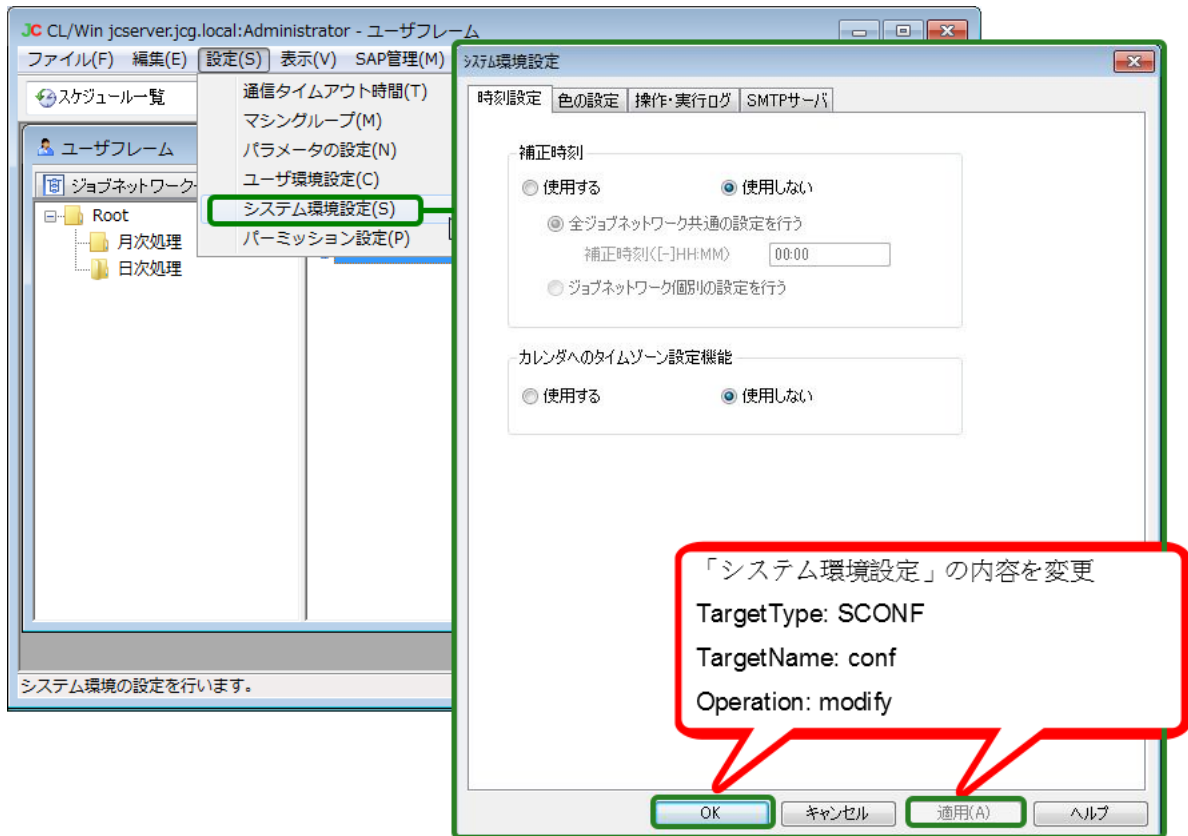 JC CL/Win jcserver.jcg.local:Administrator - ユーザフレーム
ファイル(F) 編集(E) 設定(S) 表示(V) SAP管理(M)
スケジュール一覧
通信タイムアウト時間(T)
マシングループ(M)
パラメータの設定(N)
ユーザ環境設定(C)
システム環境設定(S)
パーミッション設定(P)
ユーザフレーム
ジョブネットワーク
Root
月次処理
日次処理
システム環境の設定を行います。
システム環境設定
時刻設定 色の設定 操作・実行ログ SMTPサーバ
補正時刻
使用する 使用しない
全ジョブネットワーク共通の設定を行う
補正時刻([-]HH:MM) 00:00
ジョブネットワーク個別の設定を行う
カレンダへのタイムゾーン設定機能
使用する 使用しない
「システム環境設定」の内容を変更
TargetType: SCONF
TargetName: conf
Operation: modify
OK キャンセル 適用(A) ヘルプ